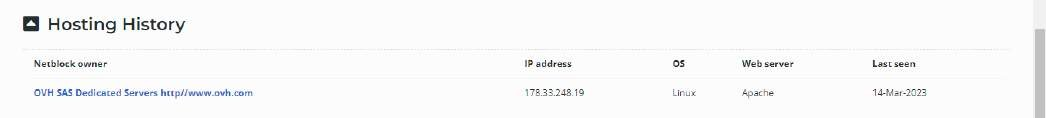 Hosting History
Netblock owner IP address OS Web server Last seen
OVH SAS Dedicated Servers http//www.ovh.com 178.33.248.19 Linux Apache 14-Mar-2023